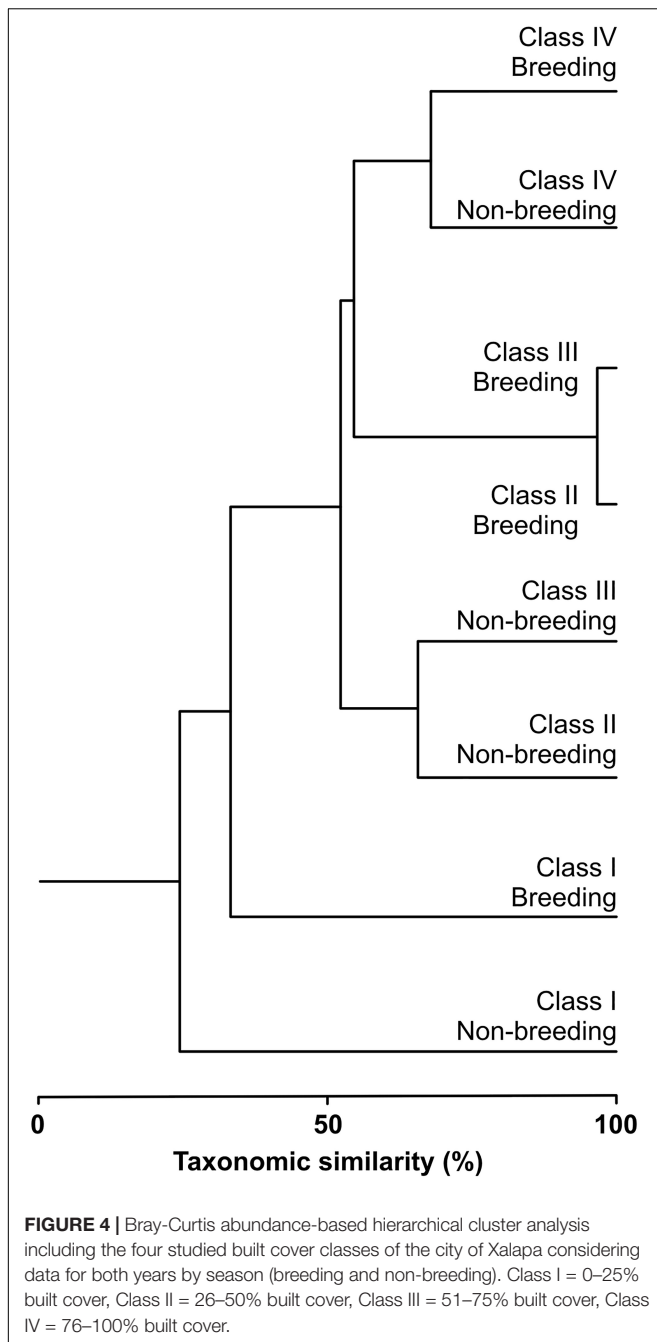 Class IV
Breeding
Class IV
Non-breeding
Class III
Breeding
Class II
Breeding
Class III
Non-breeding
Class II
Non-breeding
Class I
Breeding
Class I
Non-breeding
0 50 100
Taxonomic similarity (%)
FIGURE 4 | Bray-Curtis abundance-based hierarchical cluster analysis
including the four studied built cover classes of the city of Xalapa considering
data for both years by season (breeding and non-breeding). Class I = 0–25%
built cover, Class II = 26–50% built cover, Class III = 51–75% built cover, Class
IV = 76–100% built cover.